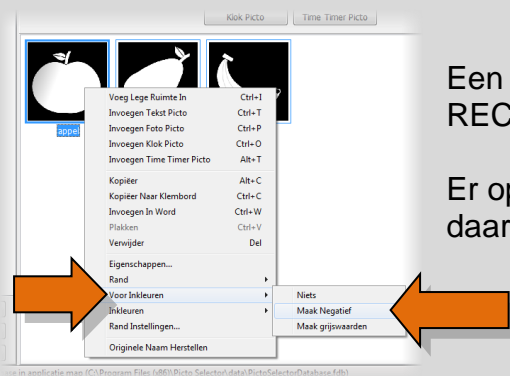 Klok Picto Time Timer Picto
Een
REC
Er op
daar
appel
Voeg Lege Ruimte In Ctrl+I
Invoegen Tekst Picto Ctrl+T
Invoegen Foto Picto Ctrl+P
Invoegen Klok Picto Ctrl+O
Invoegen Time Timer Picto Alt+T
Kopiëer Alt+C
Kopiëer Naar Klembord Ctrl+C
Invoegen In Word Ctrl+W
Plakken Ctrl+V
Verwijder Del
Eigenschappen...
Rand
Voor Inkleuren
Niets
Inkleuren
Maak Negatief
Rand Instellingen...
Maak grijswaarden
Originele Naam Herstellen
in applicatie map (C:\Program Files (x86)\Picto Selector\data\PictoSelectorDatabase.fdb)